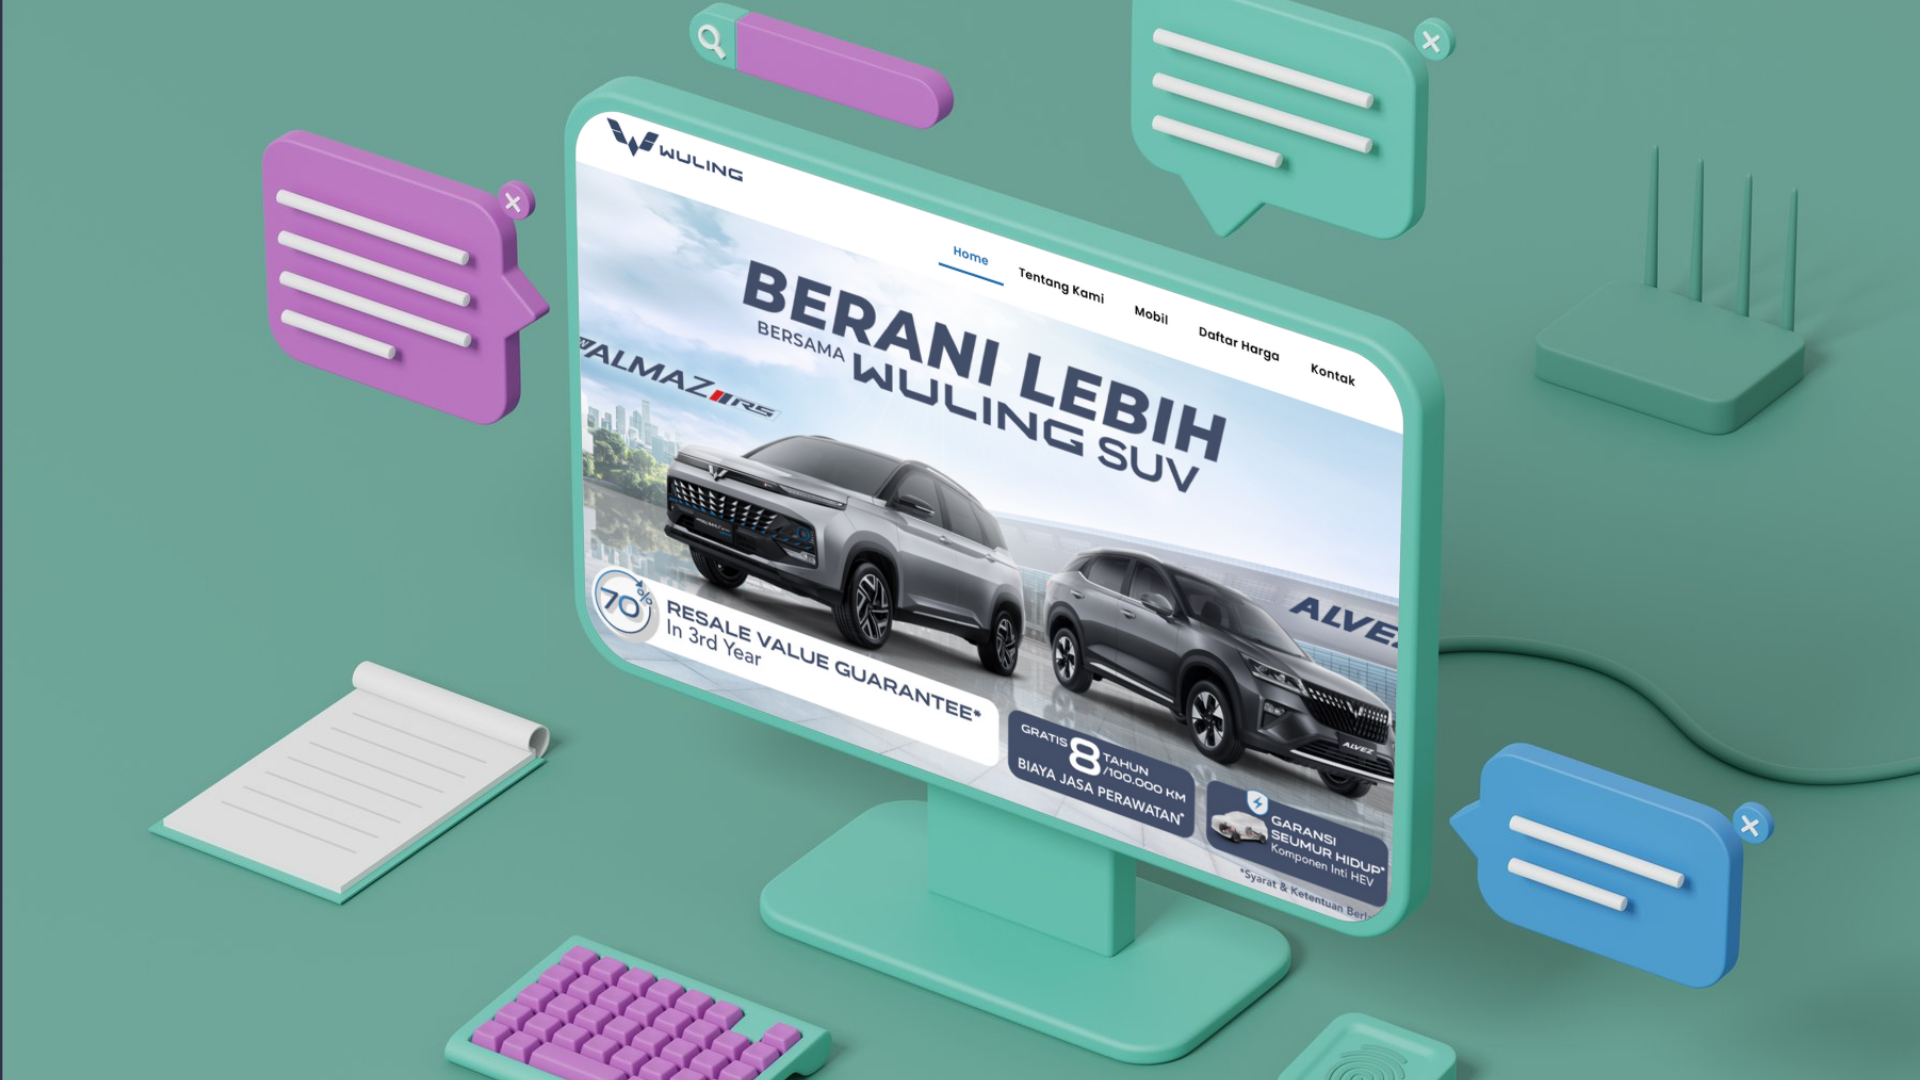 WULING
Home
Tentang Kami
Mobil
Daftar Harga
Kontak
BERANI LEBIH
BERSAMA WULING SUV
ALMAZ RS
ALVEZ
ALVEZ
70%
RESALE VALUE GUARANTEE*
In 3rd Year
GRATIS 8 TAHUN
/100.000 KM
BIAYA JASA PERAWATAN*
GARANSI
SEUMUR HIDUP*
Komponen Inti HEV
*Syarat & Ketentuan Berla